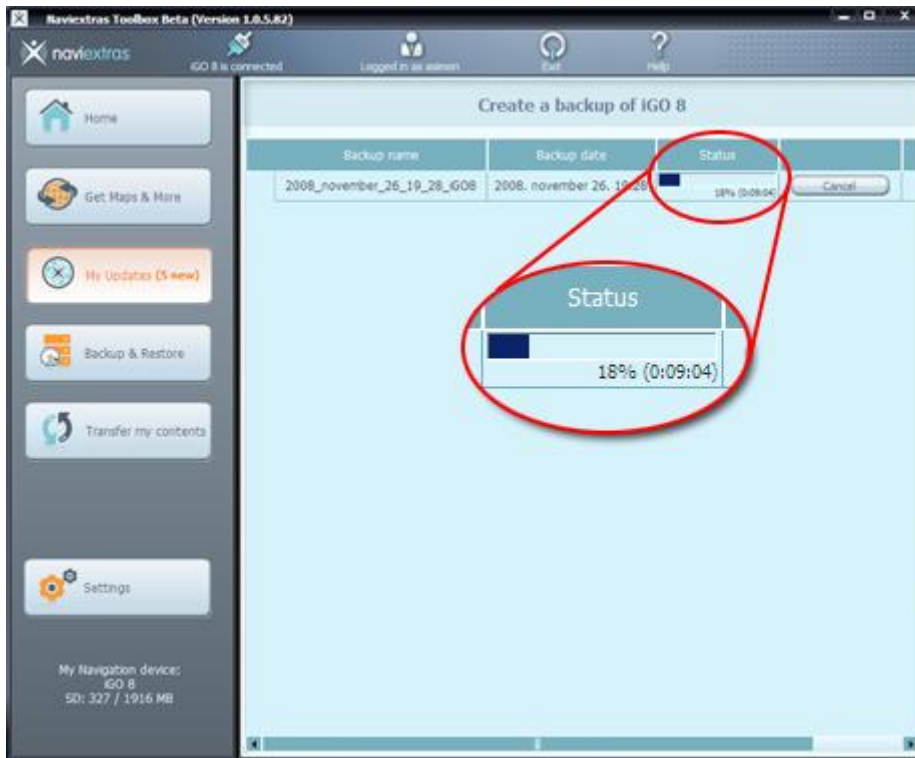 Naviextras Toolbox Beta (Version 1.0.5.82)
naviextras
iGO 8 is connected
Logged in as asimon
Exit
Help
Home
Get Maps & More
My Updates (5 new)
Backup & Restore
Transfer my contents
Settings
My Navigation device:
iGO 8
SD: 327 / 1916 MB
Create a backup of iGO 8
Backup name Backup date Status
2008_november_26_19_28_iGO8 2008. november 26. 19:28 18% (0:09:04) Cancel
Status
18% (0:09:04)